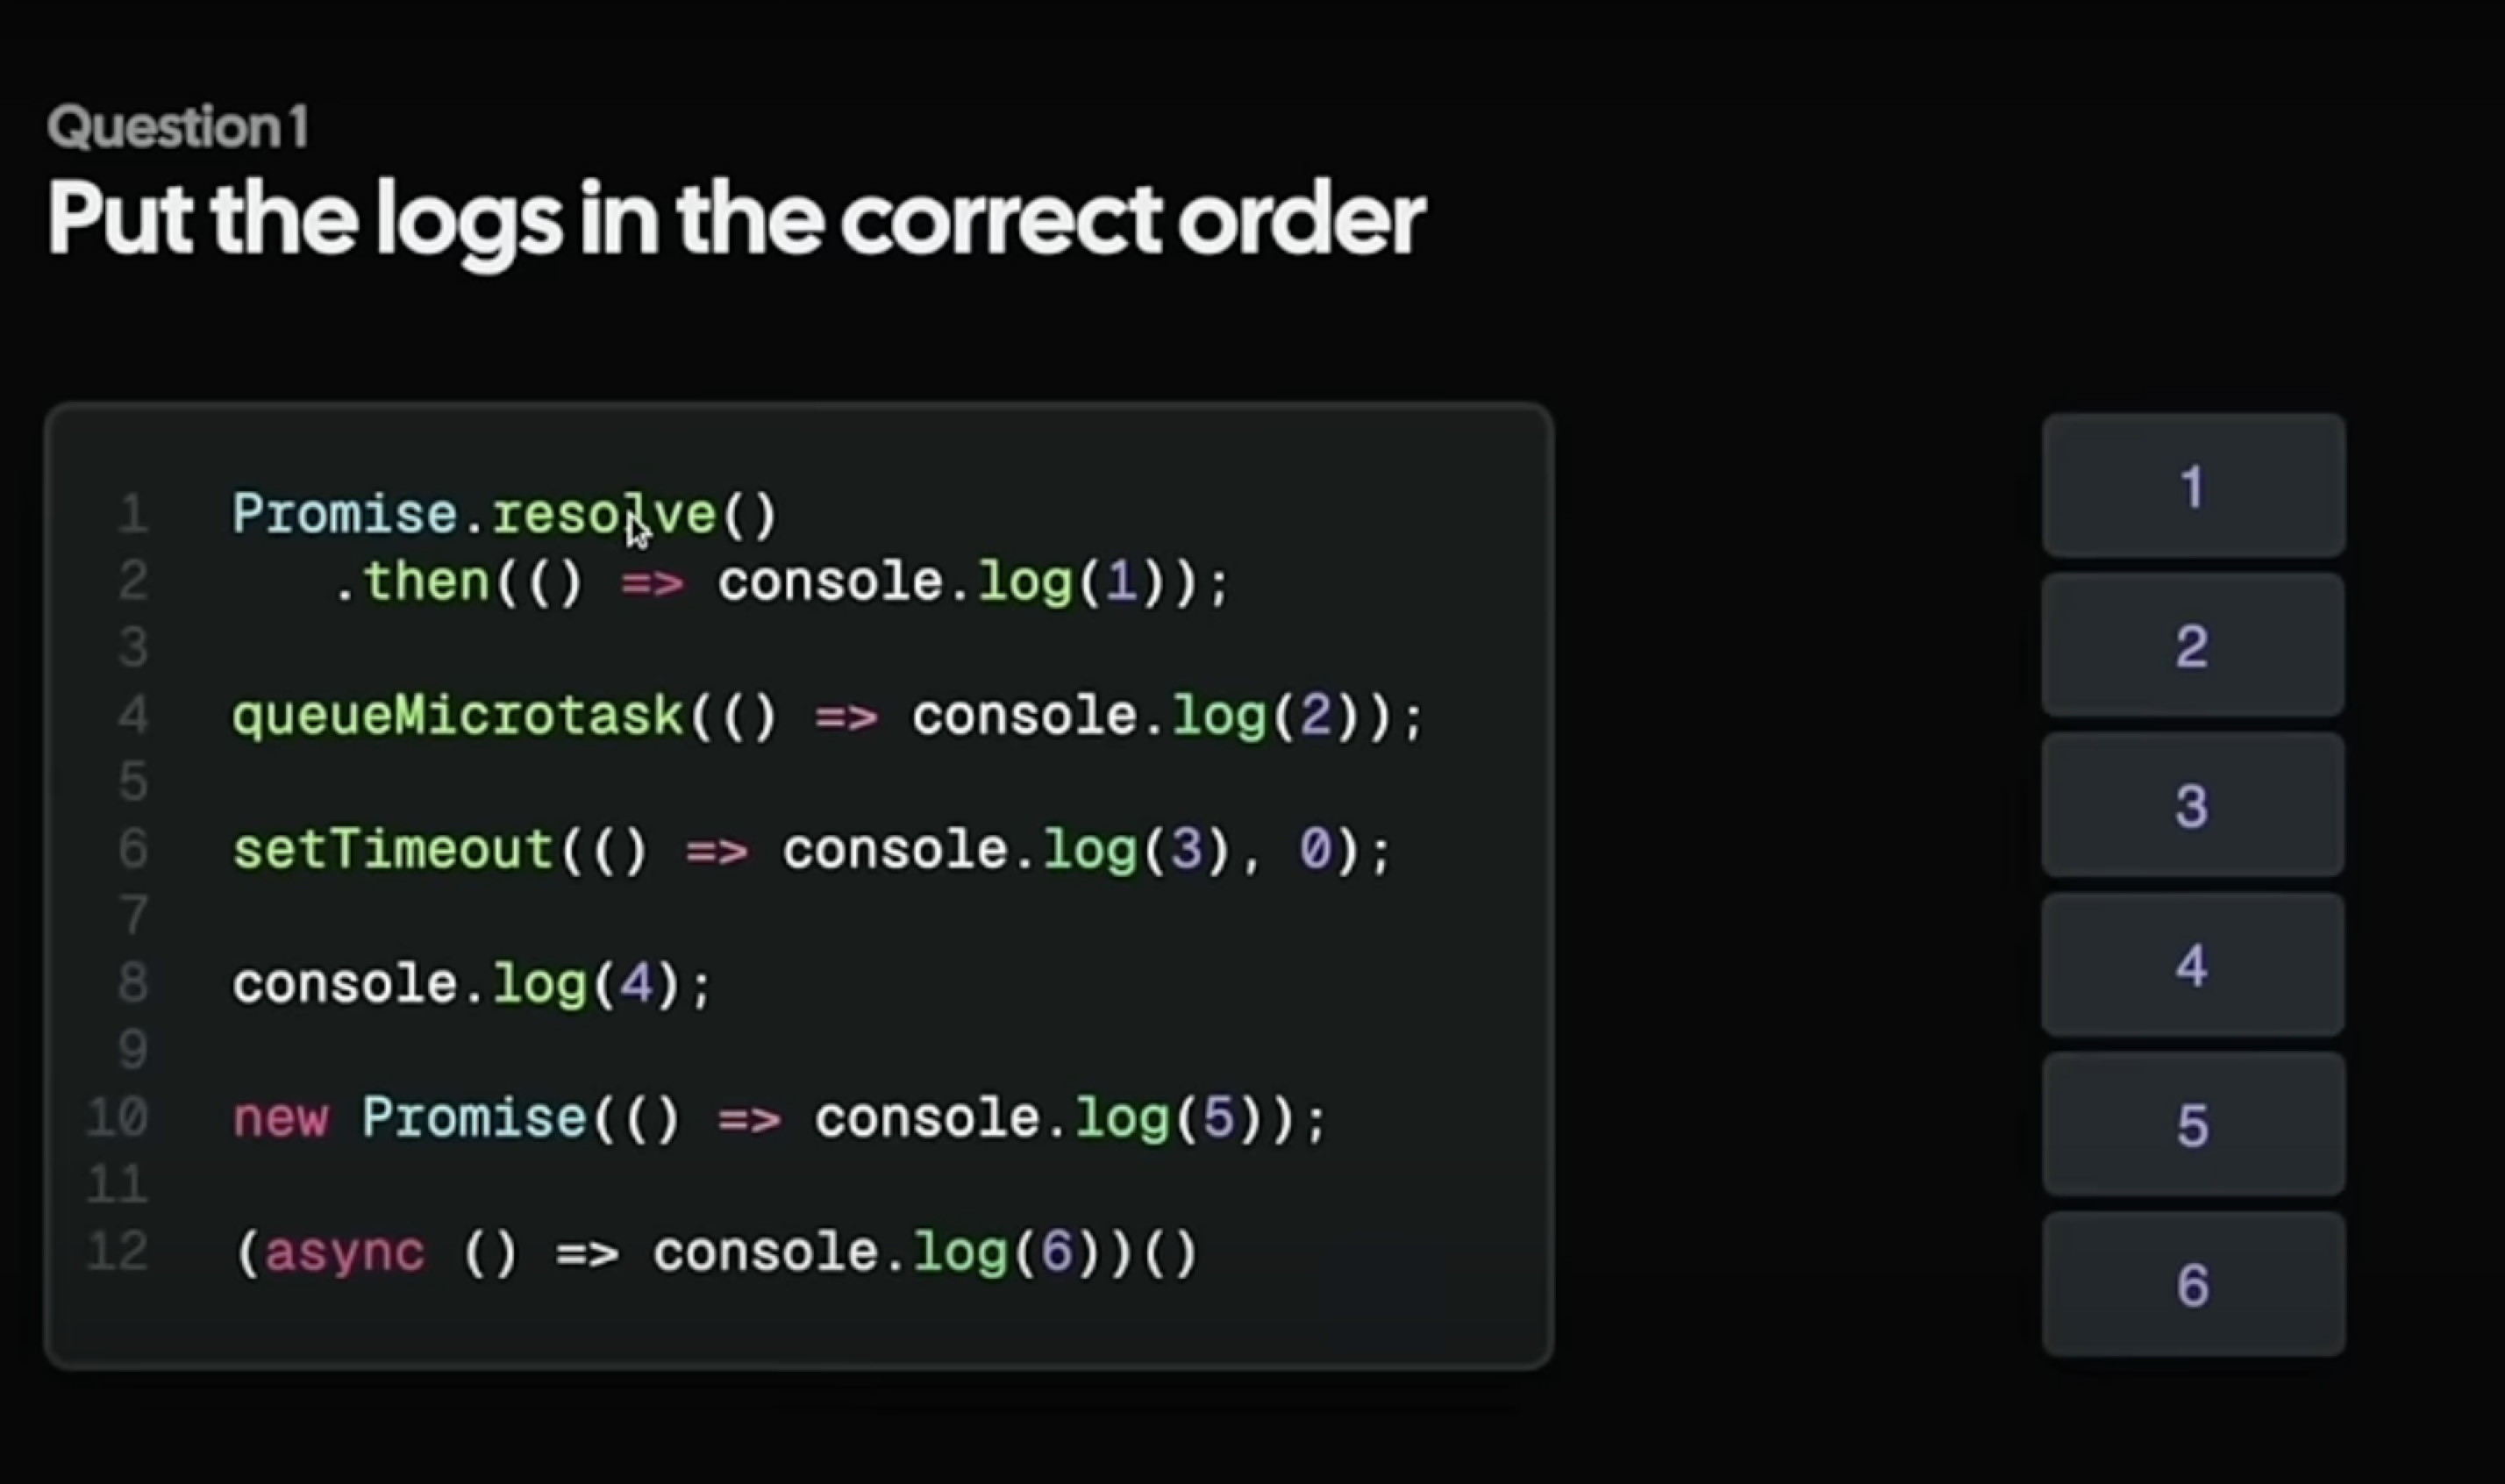 Question 1
Put the logs in the correct order
1 Promise.resolve()
2 .then(() => console.log(1));
3
4 queueMicrotask(() => console.log(2));
5
6 setTimeout(() => console.log(3), 0);
7
8 console.log(4);
9
10 new Promise(() => console.log(5));
11
12 (async () => console.log(6))()
1
2
3
4
5
6